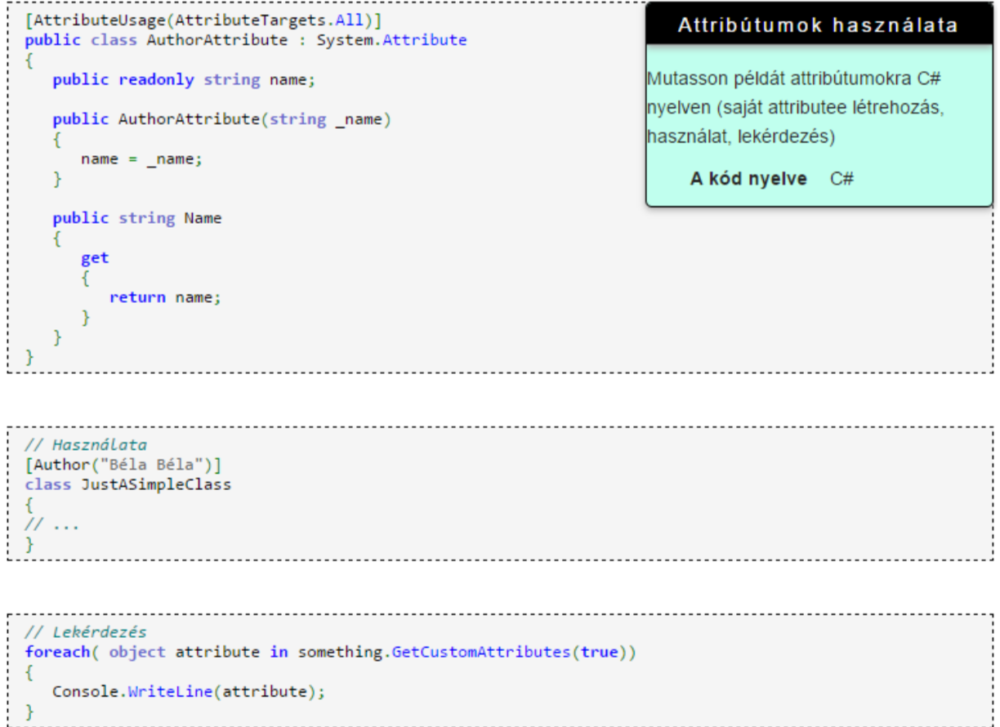 [AttributeUsage(AttributeTargets.All)]
public class AuthorAttribute : System.Attribute
{
   public readonly string name;

   public AuthorAttribute(string _name)
   {
      name = _name;
   }

   public string Name
   {
      get
      {
         return name;
      }
   }
}
Attribútumok használata
Mutasson példát attribútumokra C#
nyelven (saját attributee létrehozás,
használat, lekérdezés)
A kód nyelve C#
// Használata
[Author("Béla Béla")]
class JustASimpleClass
{
// ...
}
// Lekérdezés
foreach( object attribute in something.GetCustomAttributes(true))
{
   Console.WriteLine(attribute);
}